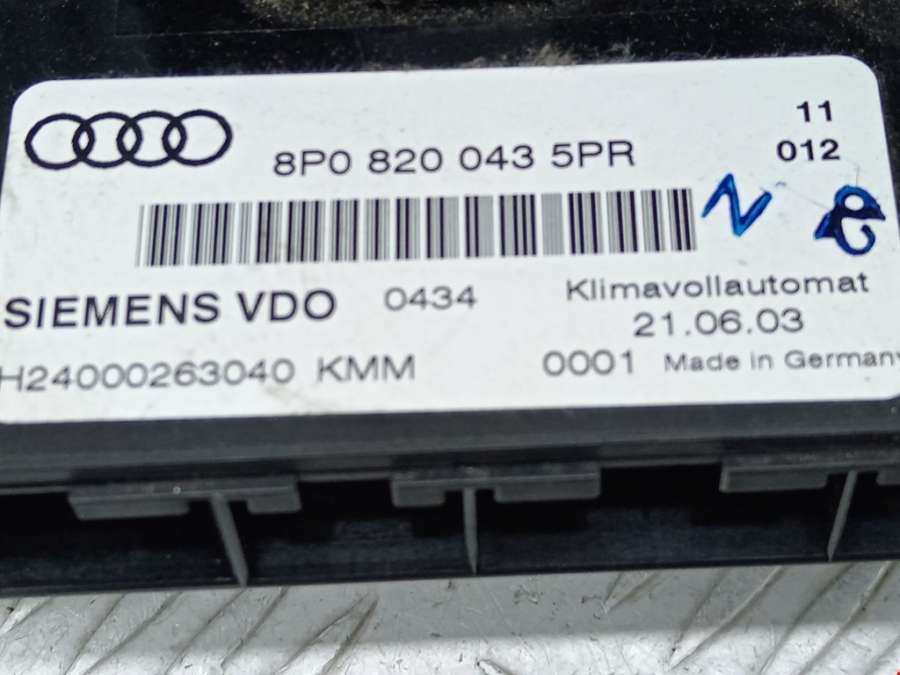 8P0 820 043 5PR
11
012
SIEMENS VDO 0434 Klimavollautomat
21.06.03
H24000263040 KMM 0001 Made in Germany